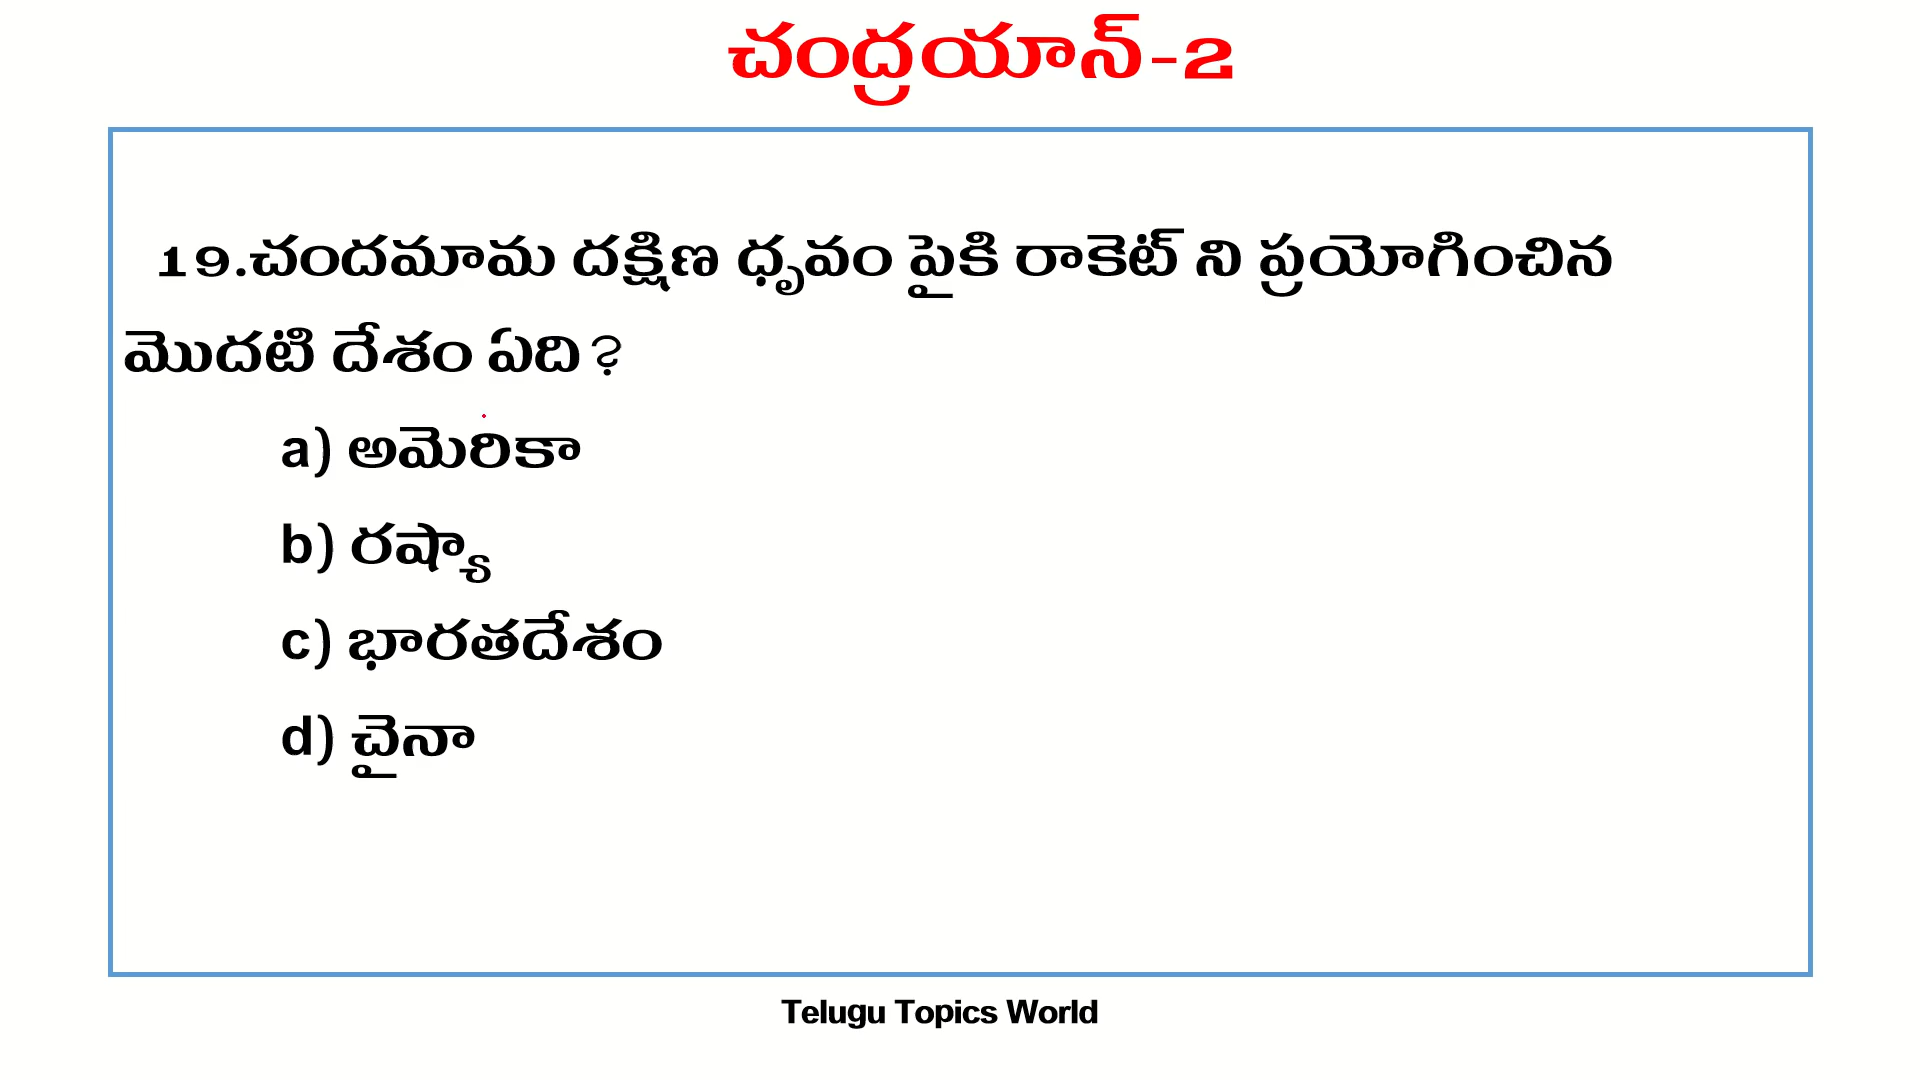 చంద్రయాన్-2
19.చందమామ దక్షిణ ధృవం పైకి రాకెట్ ని ప్రయోగించిన
మొదటి దేశం ఏది?
a) అమెరికా
b) రష్యా
c) భారతదేశం
d) చైనా
Telugu Topics World